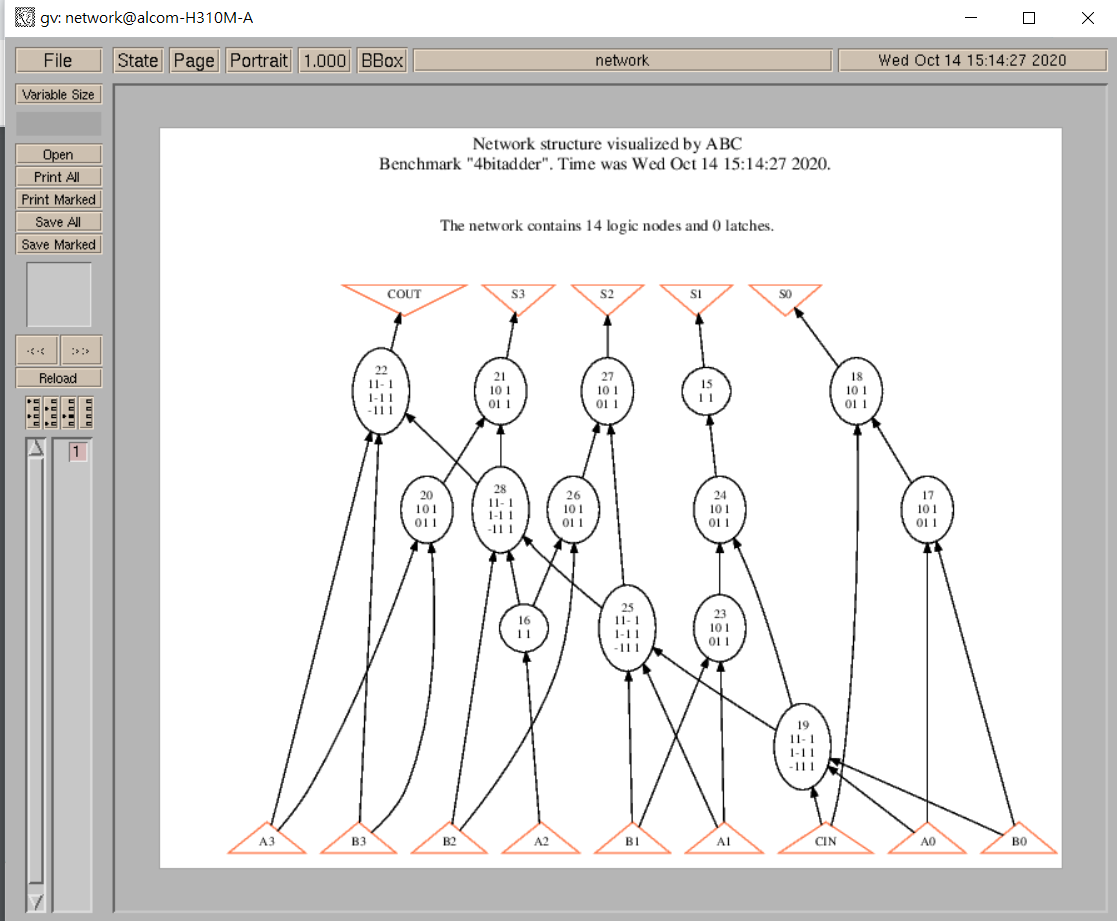 gv: network@alcom-H310M-A
File
State
Page
Portrait
1.000
BBox
network
Wed Oct 14 15:14:27 2020
Variable Size
Open
Print All
Print Marked
Save All
Save Marked
<<
>>
Reload
1
Network structure visualized by ABC
Benchmark "4bitadder". Time was Wed Oct 14 15:14:27 2020.
The network contains 14 logic nodes and 0 latches.
COUT
S3
S2
S1
S0
22
11- 1
1-1 1
-11 1
21
10 1
01 1
27
10 1
01 1
15
1 1
18
10 1
01 1
20
10 1
01 1
28
11- 1
1-1 1
-11 1
26
10 1
01 1
24
10 1
01 1
17
10 1
01 1
16
1 1
25
11- 1
1-1 1
-11 1
23
10 1
01 1
19
11- 1
1-1 1
-11 1
A3
B3
B2
A2
B1
A1
CIN
A0
B0